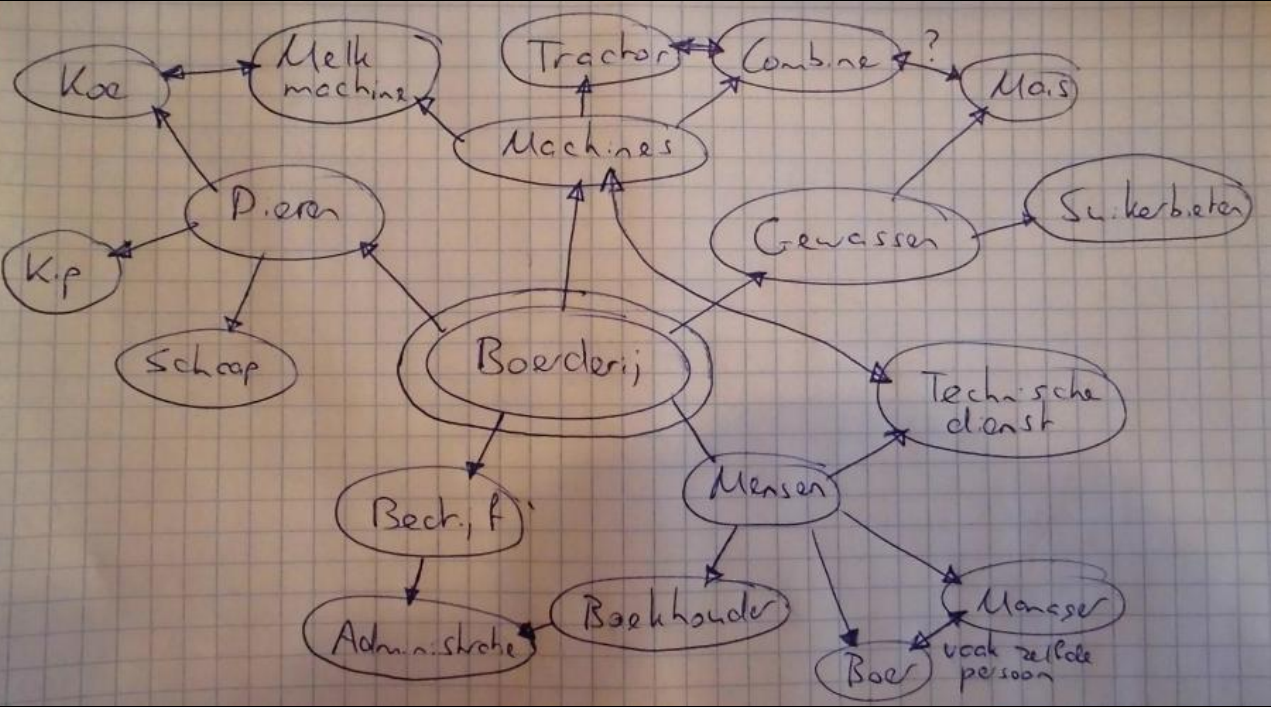 Koe
Melk
machine
Tractor
Combine
?
Mais
Machines
Dieren
Gewassen
Suikerbieten
Kip
Schaap
Boerderij
Technische
dienst
Bedrijf
Mensen
Administratie
Boekhouder
Manager
Boer
vaak zelfde
persoon